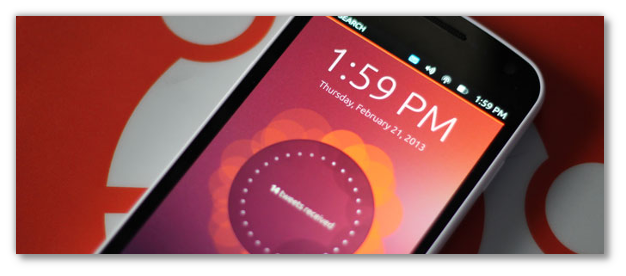 SEARCH
1:59 PM
1:59 PM
Thursday, February 21, 2013
14 tweets received